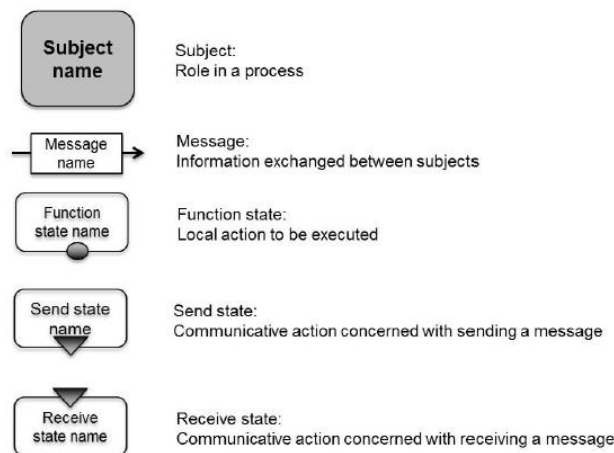 Subject
name
Subject:
Role in a process
Message
name
Message:
Information exchanged between subjects
Function
state name
Function state:
Local action to be executed
Send state
name
Send state:
Communicative action concerned with sending a message
Receive
state name
Receive state:
Communicative action concerned with receiving a message